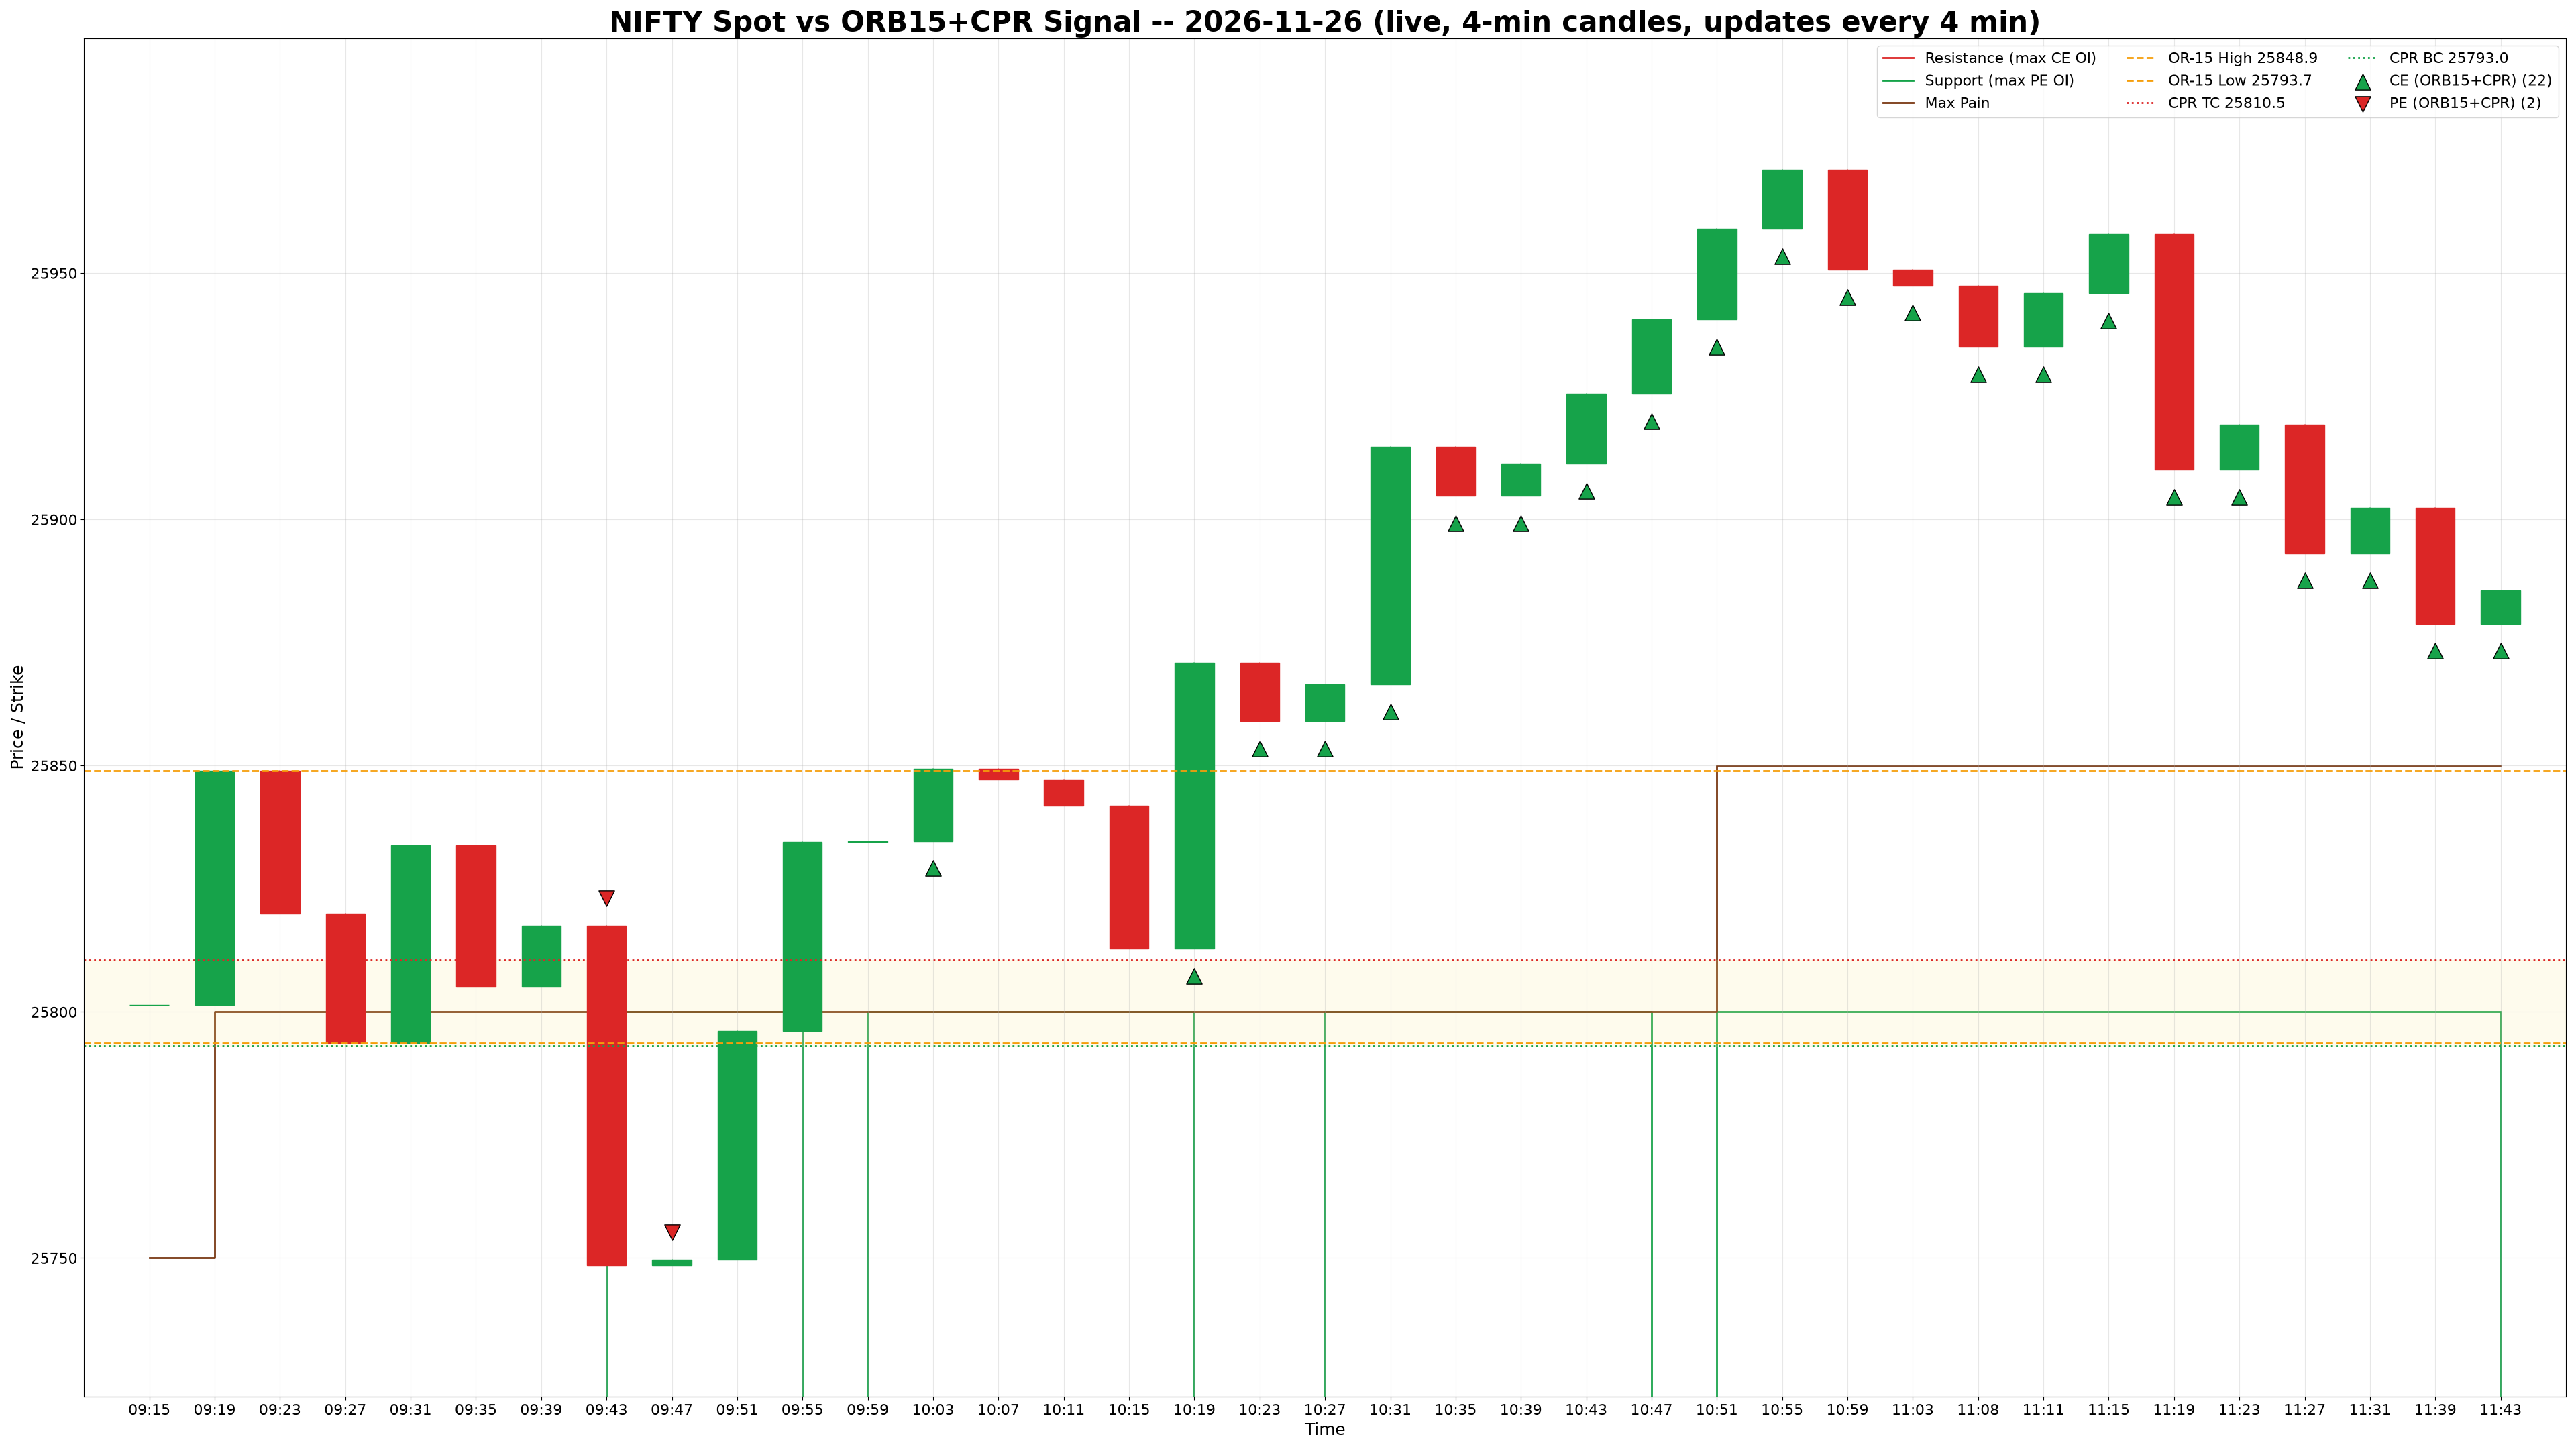 NIFTY Spot vs ORB15+CPR Signal -- 2026-11-26 (live, 4-min candles, updates every 4 min)
Resistance (max CE OI)
Support (max PE OI)
Max Pain
OR-15 High 25848.9
OR-15 Low 25793.7
CPR TC 25810.5
CPR BC 25793.0
CE (ORB15+CPR) (22)
PE (ORB15+CPR) (2)
Price / Strike
25950
25900
25850
25800
25750
09:15 09:19 09:23 09:27 09:31 09:35 09:39 09:43 09:47 09:51 09:55 09:59 10:03 10:07 10:11 10:15 10:19 10:23 10:27 10:31 10:35 10:39 10:43 10:47 10:51 10:55 10:59 11:03 11:08 11:11 11:15 11:19 11:23 11:27 11:31 11:39 11:43
Time